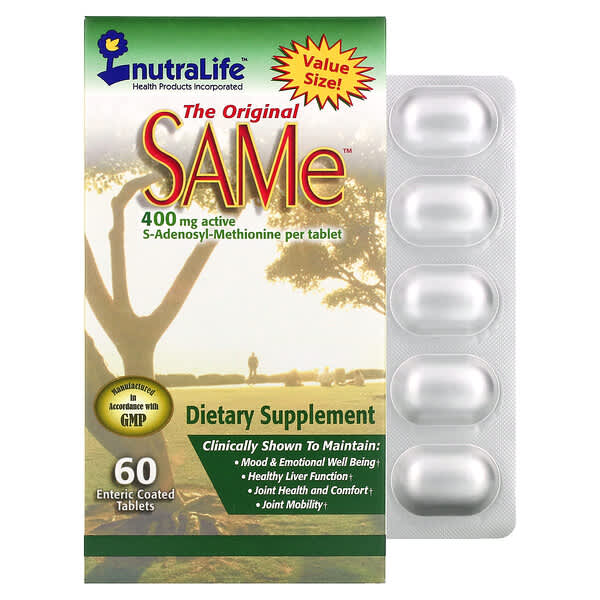 nutraLife™
Health Products Incorporated
Value
Size!
The Original
SAMe™
400 mg active
S-Adenosyl-Methionine per tablet
Manufactured
in
Accordance with
GMP
Dietary Supplement
60
Enteric Coated
Tablets
Clinically Shown To Maintain:
• Mood & Emotional Well Being†
• Healthy Liver Function†
• Joint Health and Comfort†
• Joint Mobility†